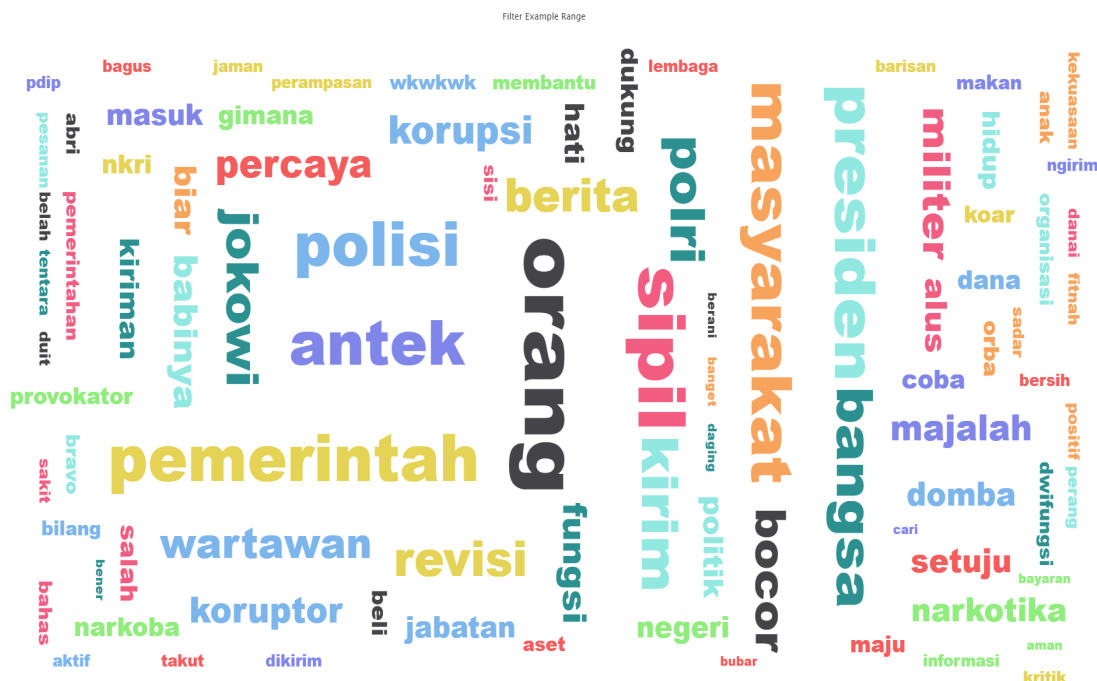 Filter Example Range
pdip
bagus
jaman
perampasan
wkwkwk
membantu
dukung
lembaga
barisan
makan
kekuasaan
anak
pesanan
abri
masuk
gimana
korupsi
hati
masyarakat
presiden
militer
hidup
ngirim
nkri
biar
percaya
sisi
berita
polri
koar
organisasi
danai
belah
pemerintahan
jokowi
polisi
orang
tentara
kiriman
babinya
sipil
berani
alus
dana
fitnah
sadar
duit
antek
orba
banget
coba
bersih
provokator
bangsa
majalah
positif
bravo
sakit
pemerintah
kirim
daging
domba
dwifungsi
perang
bilang
salah
wartawan
revisi
fungsi
politik
bocor
cari
setuju
bener
bayaran
bahas
narkoba
koruptor
beli
jabatan
negeri
narkotika
aset
maju
aman
aktif
takut
dikirim
bubar
informasi
kritik